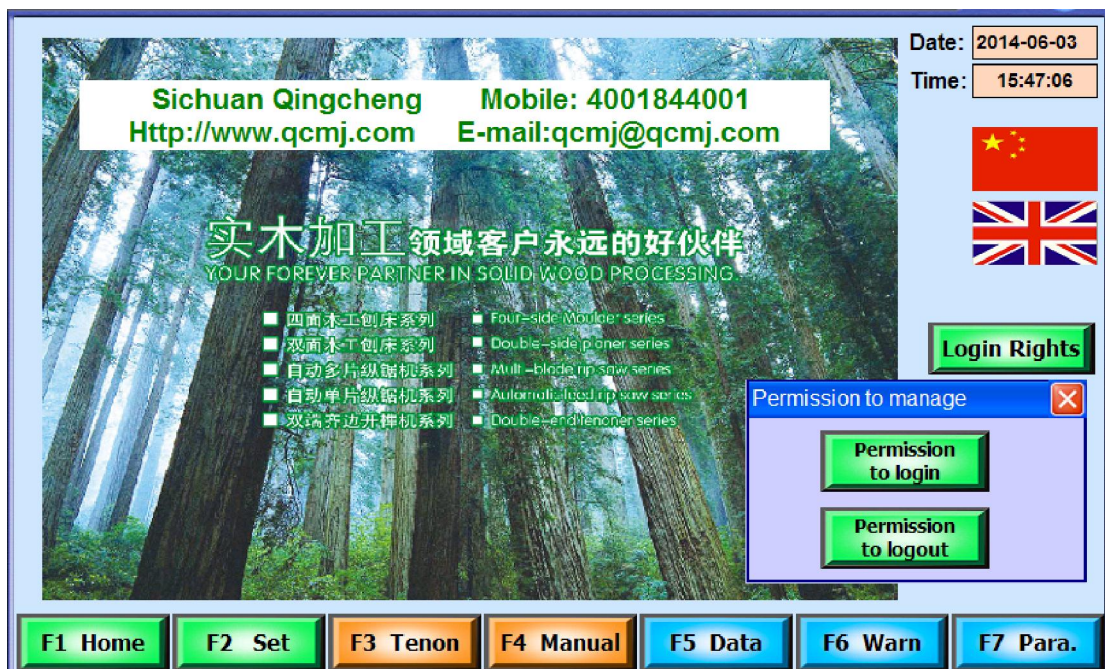 Date: 2014-06-03
Time: 15:47:06
Sichuan Qingcheng Mobile: 4001844001
Http://www.qcmj.com E-mail:qcmj@qcmj.com
实木加工领域客户永远的好伙伴
YOUR FOREVER PARTNER IN SOLID WOOD PROCESSING
四面木工刨床系列 Four-side Moulder series
双面木工刨床系列 Double-side planer series
自动多片纵锯机系列 Multi-blade rip saw series
自动单片纵锯机系列 Automatic feed rip saw series
双端齐边开榫机系列 Double-end tenoner series
Login Rights
Permission to manage
Permission
to login
Permission
to logout
F1 Home F2 Set F3 Tenon F4 Manual F5 Data F6 Warn F7 Para.